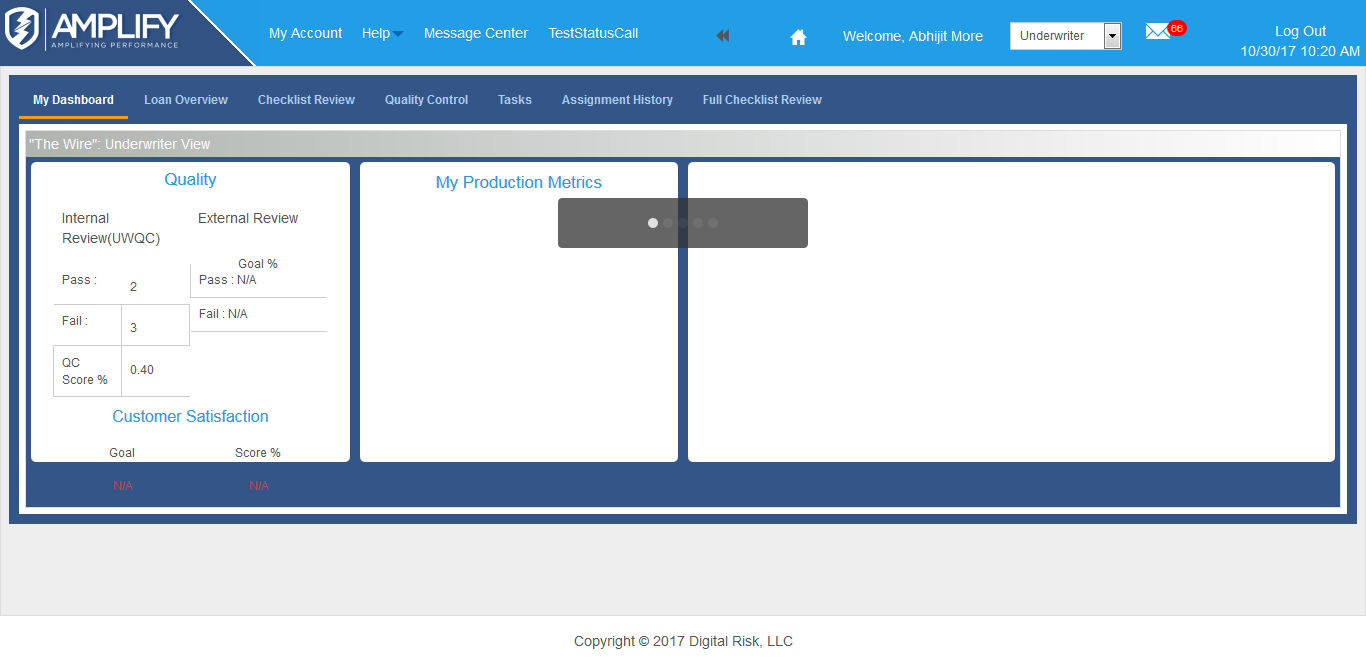 AMPLIFY
AMPLIFYING PERFORMANCE
My Account Help Message Center TestStatusCall
Welcome, Abhijit More
Underwriter
66
Log Out
10/30/17 10:20 AM
My Dashboard Loan Overview Checklist Review Quality Control Tasks Assignment History Full Checklist Review
"The Wire": Underwriter View
Quality
Internal Review(UWQC)
External Review
Pass : 2
Fail : 3
QC Score % 0.40
Goal %
Pass : N/A
Fail : N/A
Customer Satisfaction
Goal Score %
N/A N/A
My Production Metrics
Copyright © 2017 Digital Risk, LLC